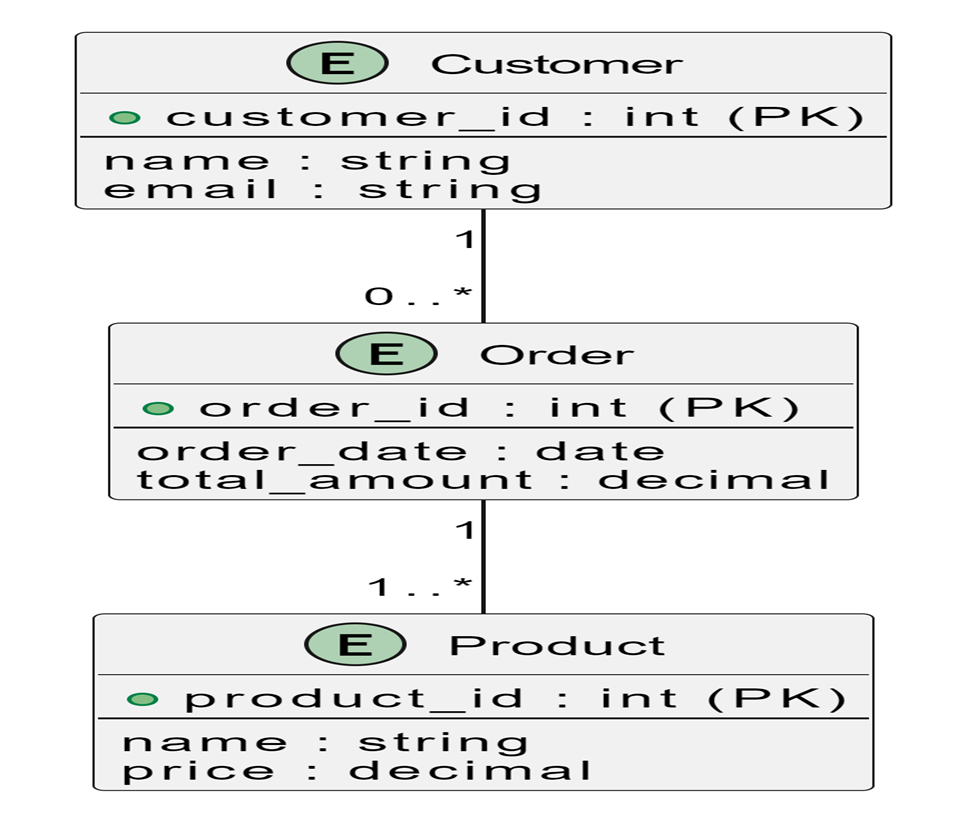 E Customer
customer_id : int (PK)
name : string
email : string
1
0..*
E Order
order_id : int (PK)
order_date : date
total_amount : decimal
1
1..*
E Product
product_id : int (PK)
name : string
price : decimal